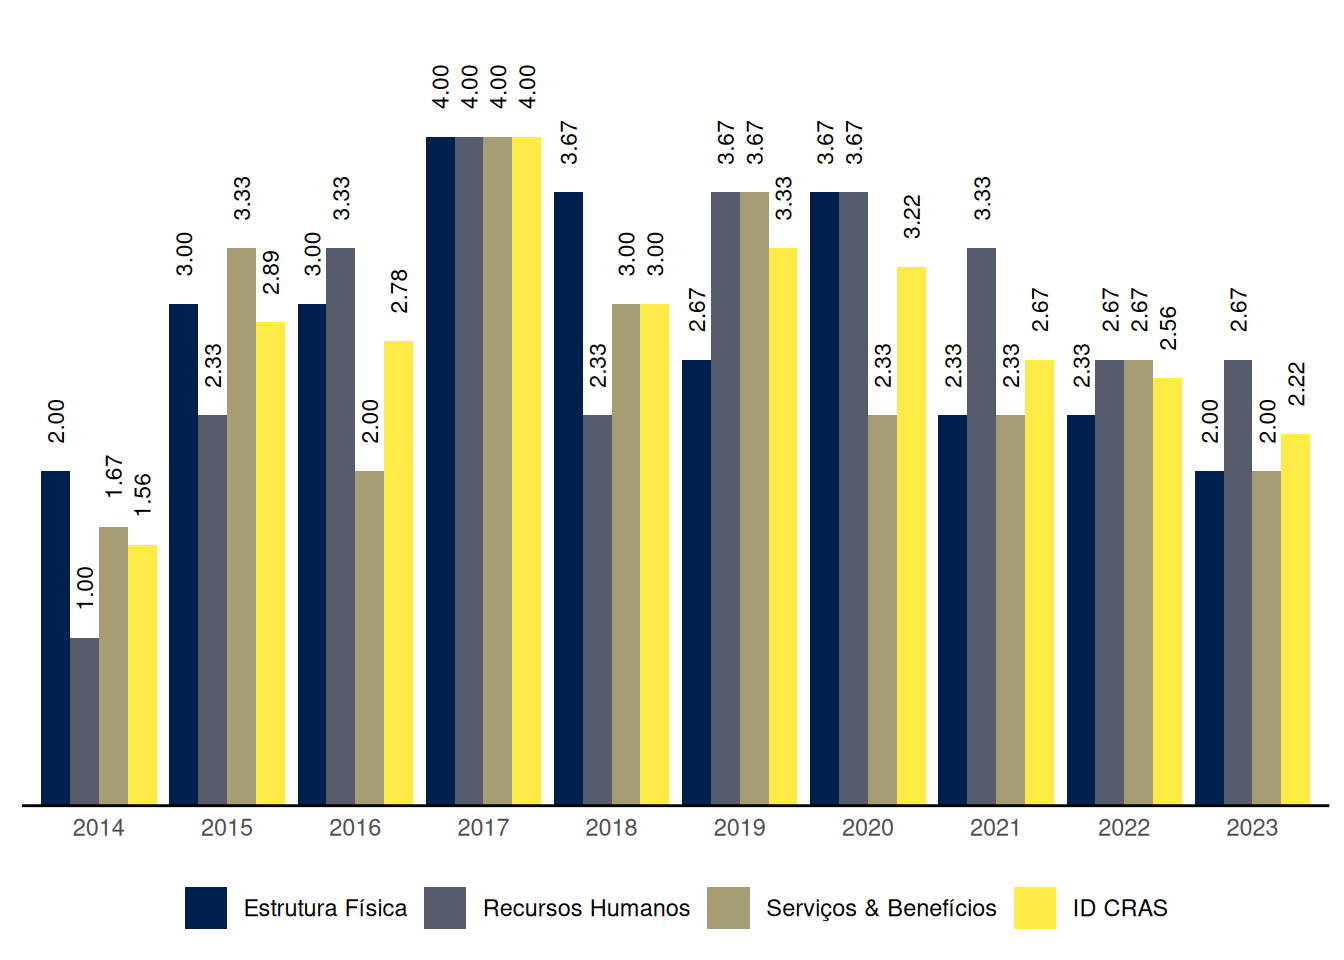 2.00 1.00 1.67 1.56
3.00 2.33 3.33 2.89
3.00 3.33 2.00 2.78
4.00 4.00 4.00 4.00
3.67 2.33 3.00 3.00
2.67 3.67 3.67 3.33
3.67 3.67 2.33 3.22
2.33 3.33 2.33 2.67
2.33 2.67 2.67 2.56
2.00 2.67 2.00 2.22
2014 2015 2016 2017 2018 2019 2020 2021 2022 2023
Estrutura Física Recursos Humanos Serviços & Benefícios ID CRAS